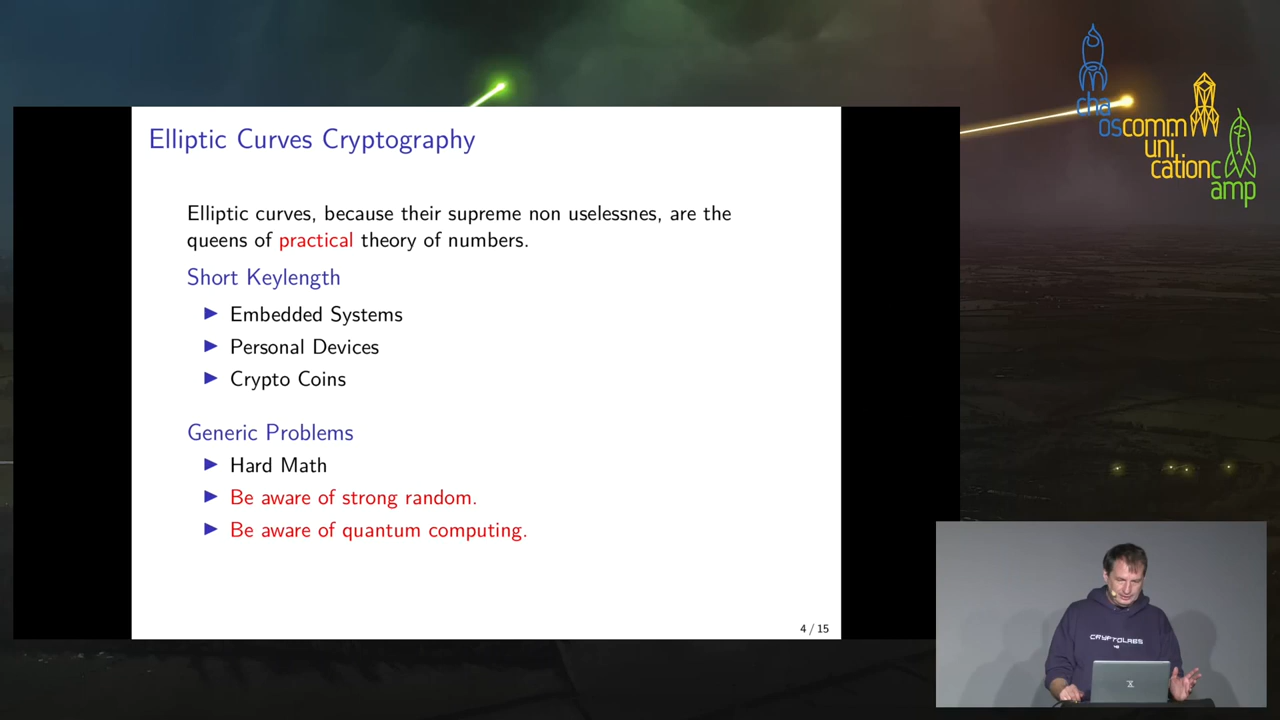 Elliptic Curves Cryptography
Elliptic curves, because their supreme non uselessnes, are the
queens of practical theory of numbers.
Short Keylength
Embedded Systems
Personal Devices
Crypto Coins
Generic Problems
Hard Math
Be aware of strong random.
Be aware of quantum computing.
4 / 15
cha
oscomm
uni
cationc
amp
CRYPTOLABS